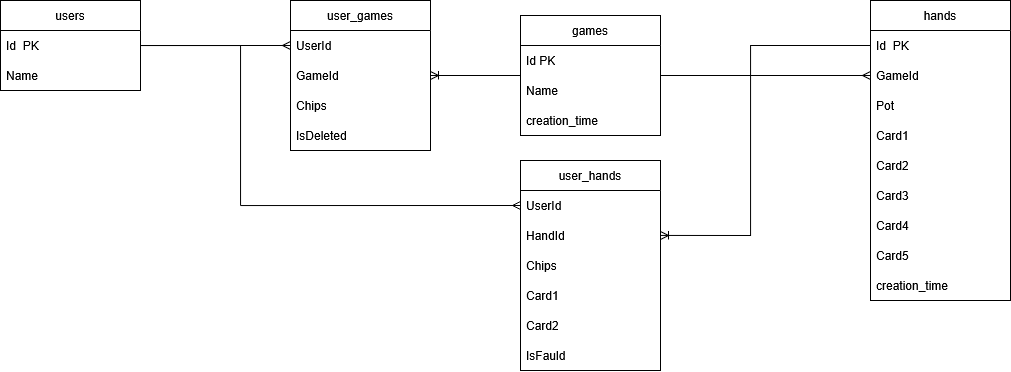 users
Id  PK
Name
user_games
UserId
GameId
Chips
IsDeleted
games
Id PK
Name
creation_time
user_hands
UserId
HandId
Chips
Card1
Card2
IsFauld
hands
Id  PK
GameId
Pot
Card1
Card2
Card3
Card4
Card5
creation_time